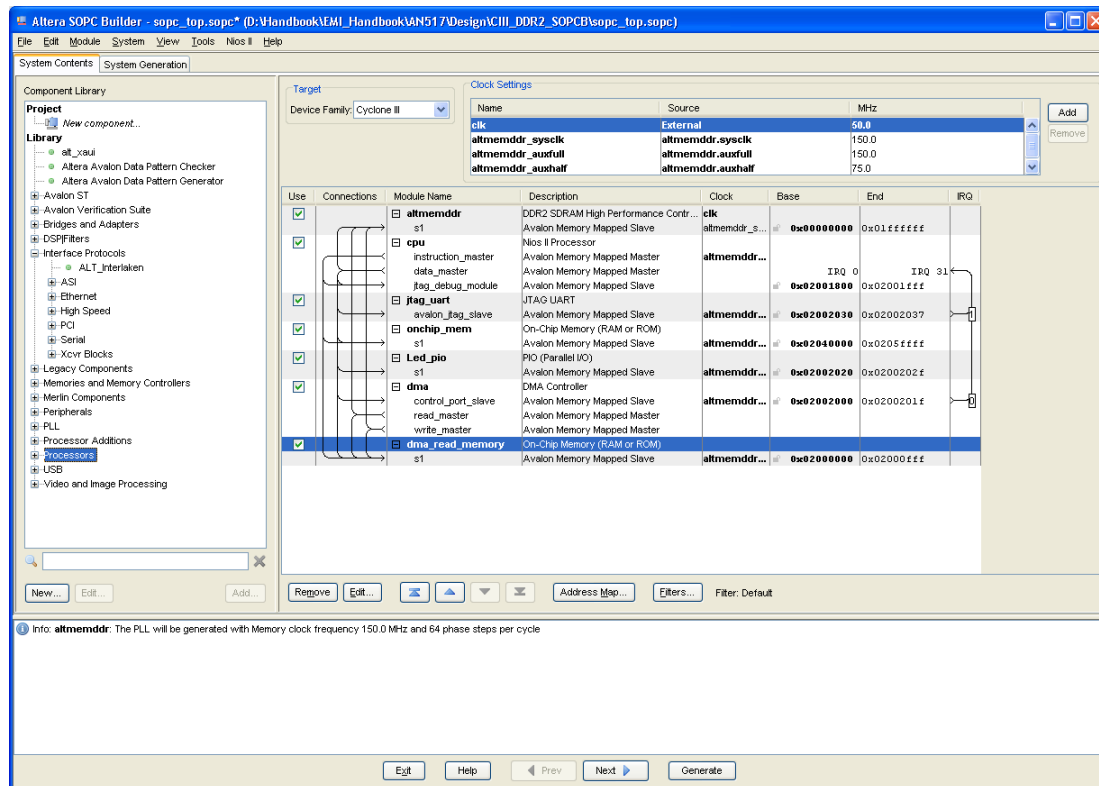 Altera SOPC Builder - sopc_top.sopc* (D:\Handbook\EMI_Handbook\AN517\Design\CIII_DDR2_SOPCB\sopc_top.sopc)
File Edit Module System View Tools Nios II Help
System Contents System Generation
Component Library
Project
New component...
Library
alt_xaui
Altera Avalon Data Pattern Checker
Altera Avalon Data Pattern Generator
Avalon ST
Avalon Verification Suite
Bridges and Adapters
DSP|Filters
Interface Protocols
ALT_Interlaken
ASI
Ethernet
High Speed
PCI
Serial
Xcvr Blocks
Legacy Components
Memories and Memory Controllers
Merlin Components
Peripherals
PLL
Processor Additions
Processors
USB
Video and Image Processing
New... Edit... Add...
Target
Device Family: Cyclone III
Clock Settings
Name Source MHz
clk External 50.0
altmemddr_sysclk altmemddr.sysclk 150.0
altmemddr_auxfull altmemddr.auxfull 150.0
altmemddr_auxhalf altmemddr.auxhalf 75.0
Add
Remove
Use Connections Module Name Description Clock Base End IRQ
altmemddr DDR2 SDRAM High Performance Contr... clk
s1 Avalon Memory Mapped Slave altmemddr_s... 0x00000000 0x01ffffff
cpu Nios II Processor
instruction_master Avalon Memory Mapped Master altmemddr...
data_master Avalon Memory Mapped Master IRQ 0 IRQ 31
jtag_debug_module Avalon Memory Mapped Slave 0x02001800 0x02001fff
jtag_uart JTAG UART
avalon_jtag_slave Avalon Memory Mapped Slave altmemddr... 0x02002030 0x02002037 1
onchip_mem On-Chip Memory (RAM or ROM)
s1 Avalon Memory Mapped Slave altmemddr... 0x02040000 0x0205ffff
Led_pio PIO (Parallel I/O)
s1 Avalon Memory Mapped Slave altmemddr... 0x02002020 0x0200202f
dma DMA Controller
control_port_slave Avalon Memory Mapped Slave altmemddr... 0x02002000 0x0200201f 0
read_master Avalon Memory Mapped Master
write_master Avalon Memory Mapped Master
dma_read_memory On-Chip Memory (RAM or ROM)
s1 Avalon Memory Mapped Slave altmemddr... 0x02000000 0x02000fff
Remove Edit... Address Map... Filters... Filter: Default
Info: altmemddr: The PLL will be generated with Memory clock frequency 150.0 MHz and 64 phase steps per cycle
Exit Help Prev Next Generate